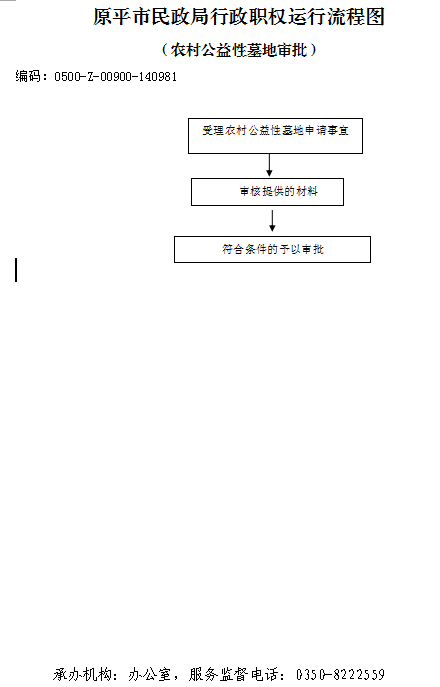 原平市民政局行政职权运行流程图
（农村公益性墓地审批）
编码：0500-Z-00900-140981
受理农村公益性墓地申请事宜
审核提供的材料
符合条件的予以审批
承办机构：办公室，服务监督电话：0350-8222559